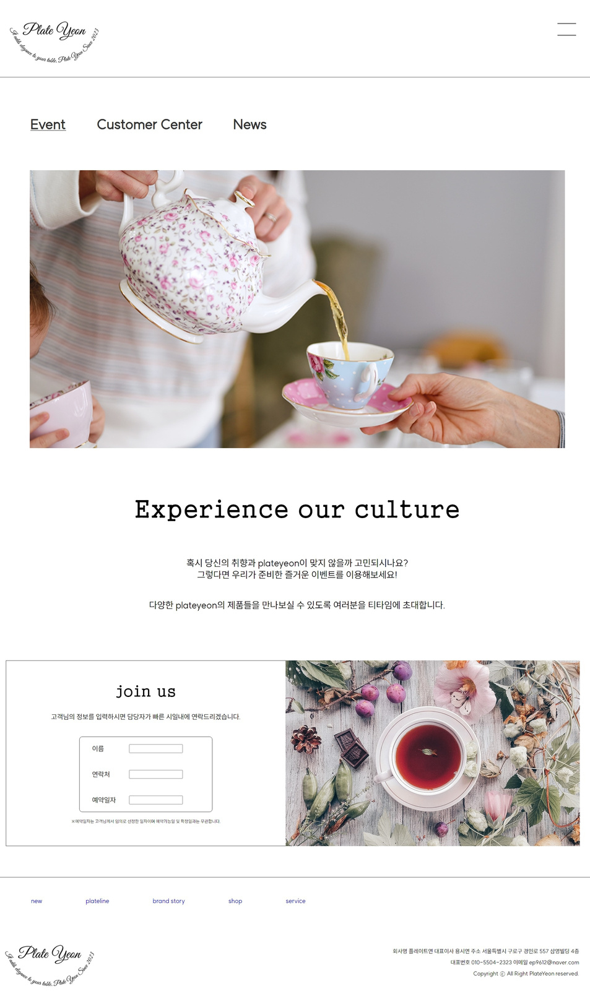 Plate Yeon
It adds elegance to your table. Plate Yeon Since 2023
Event Customer Center News
Experience our culture
혹시 당신의 취향과 plateyeon이 맞지 않을까 고민되시나요?
그렇다면 우리가 준비한 즐거운 이벤트를 이용해보세요!
다양한 plateyeon의 제품들을 만나보실 수 있도록 여러분을 티타임에 초대합니다.
join us
고객님의 정보를 입력하시면 담당자가 빠른 시일내에 연락드리겠습니다.
이름
연락처
예약일자
※예약일자는 고객님께서 임의로 선정한 일자이며 예약가능일 및 확정일과는 무관합니다.
new plateline brand story shop service
Plate Yeon
It adds elegance to your table. Plate Yeon Since 2023
회사명 플레이트연 대표이사 용시연 주소 서울특별시 구로구 경인로 557 삼영빌딩 4층
대표번호 010-5504-2323 이메일 ep9612@naver.com
Copyright ⓒ All Right PlateYeon reserved.